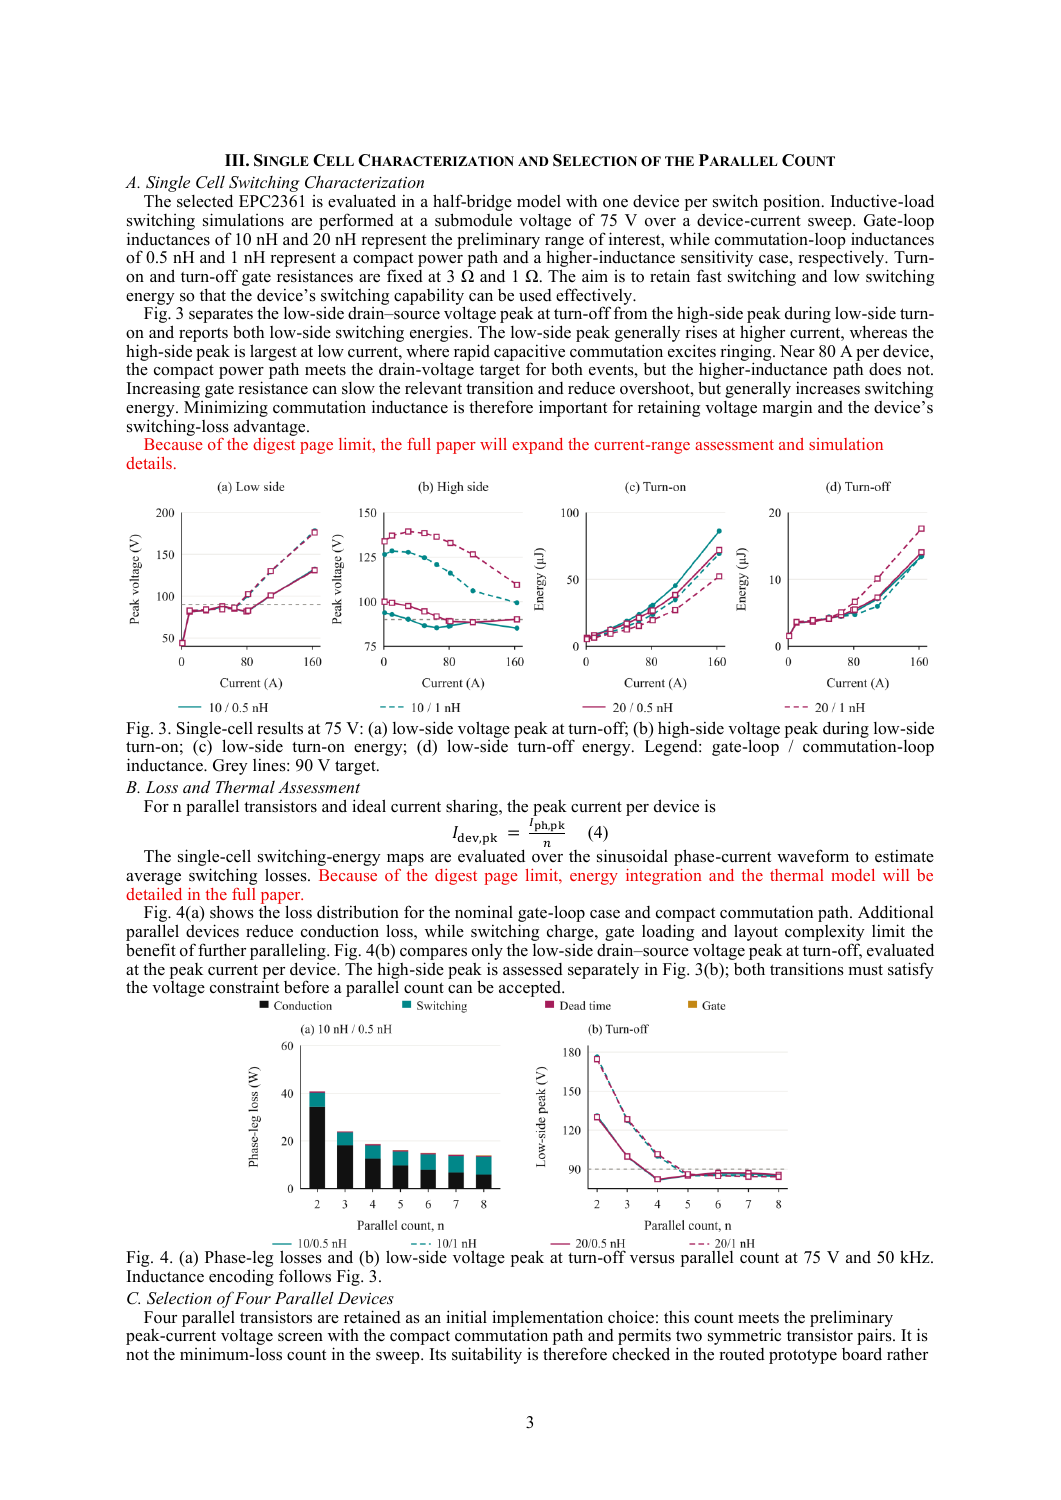 III. SINGLE CELL CHARACTERIZATION AND SELECTION OF THE PARALLEL COUNT
A. Single Cell Switching Characterization
The selected EPC2361 is evaluated in a half-bridge model with one device per switch position. Inductive-load
switching simulations are performed at a submodule voltage of 75 V over a device-current sweep. Gate-loop
inductances of 10 nH and 20 nH represent the preliminary range of interest, while commutation-loop inductances
of 0.5 nH and 1 nH represent a compact power path and a higher-inductance sensitivity case, respectively. Turn-
on and turn-off gate resistances are fixed at 3 Ω and 1 Ω. The aim is to retain fast switching and low switching
energy so that the device's switching capability can be used effectively.
Fig. 3 separates the low-side drain–source voltage peak at turn-off from the high-side peak during low-side turn-
on and reports both low-side switching energies. The low-side peak generally rises at higher current, whereas the
high-side peak is largest at low current, where rapid capacitive commutation excites ringing. Near 80 A per device,
the compact power path meets the drain-voltage target for both events, but the higher-inductance path does not.
Increasing gate resistance can slow the relevant transition and reduce overshoot, but generally increases switching
energy. Minimizing commutation inductance is therefore important for retaining voltage margin and the device's
switching-loss advantage.
Because of the digest page limit, the full paper will expand the current-range assessment and simulation
details.
(a) Low side (b) High side (c) Turn-on (d) Turn-off
200 150 100 50
Peak voltage (V)
0 80 160
Current (A)
150 125 100 75
Peak voltage (V)
0 80 160
Current (A)
100 50 0
Energy (μJ)
0 80 160
Current (A)
20 10 0
Energy (μJ)
0 80 160
Current (A)
10 / 0.5 nH 10 / 1 nH 20 / 0.5 nH 20 / 1 nH
Fig. 3. Single-cell results at 75 V: (a) low-side voltage peak at turn-off; (b) high-side voltage peak during low-side
turn-on; (c) low-side turn-on energy; (d) low-side turn-off energy. Legend: gate-loop / commutation-loop
inductance. Grey lines: 90 V target.
B. Loss and Thermal Assessment
For n parallel transistors and ideal current sharing, the peak current per device is
I_dev,pk = I_ph,pk / n (4)
The single-cell switching-energy maps are evaluated over the sinusoidal phase-current waveform to estimate
average switching losses. Because of the digest page limit, energy integration and the thermal model will be
detailed in the full paper.
Fig. 4(a) shows the loss distribution for the nominal gate-loop case and compact commutation path. Additional
parallel devices reduce conduction loss, while switching charge, gate loading and layout complexity limit the
benefit of further paralleling. Fig. 4(b) compares only the low-side drain–source voltage peak at turn-off, evaluated
at the peak current per device. The high-side peak is assessed separately in Fig. 3(b); both transitions must satisfy
the voltage constraint before a parallel count can be accepted.
Conduction Switching Dead time Gate
(a) 10 nH / 0.5 nH (b) Turn-off
60 40 20 0
Phase-leg loss (W)
2 3 4 5 6 7 8
Parallel count, n
180 150 120 90
Low-side peak (V)
2 3 4 5 6 7 8
Parallel count, n
10/0.5 nH 10/1 nH 20/0.5 nH 20/1 nH
Fig. 4. (a) Phase-leg losses and (b) low-side voltage peak at turn-off versus parallel count at 75 V and 50 kHz.
Inductance encoding follows Fig. 3.
C. Selection of Four Parallel Devices
Four parallel transistors are retained as an initial implementation choice: this count meets the preliminary
peak-current voltage screen with the compact commutation path and permits two symmetric transistor pairs. It is
not the minimum-loss count in the sweep. Its suitability is therefore checked in the routed prototype board rather
3